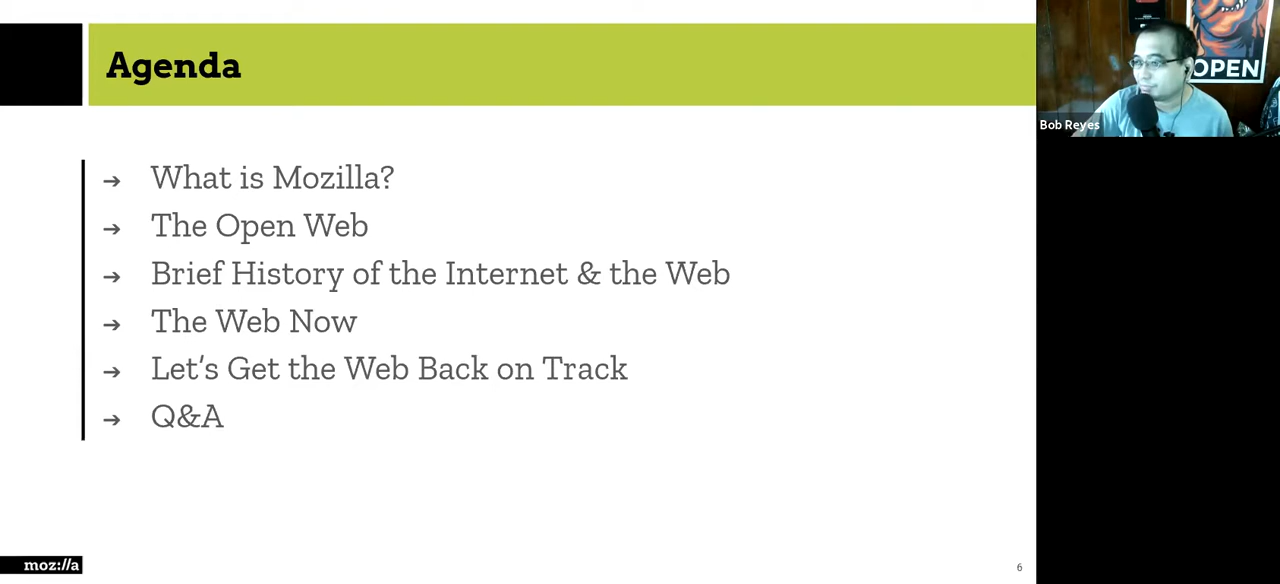 Agenda
➔ What is Mozilla?
➔ The Open Web
➔ Brief History of the Internet & the Web
➔ The Web Now
➔ Let's Get the Web Back on Track
➔ Q&A
moz://a
6
OPEN
Bob Reyes